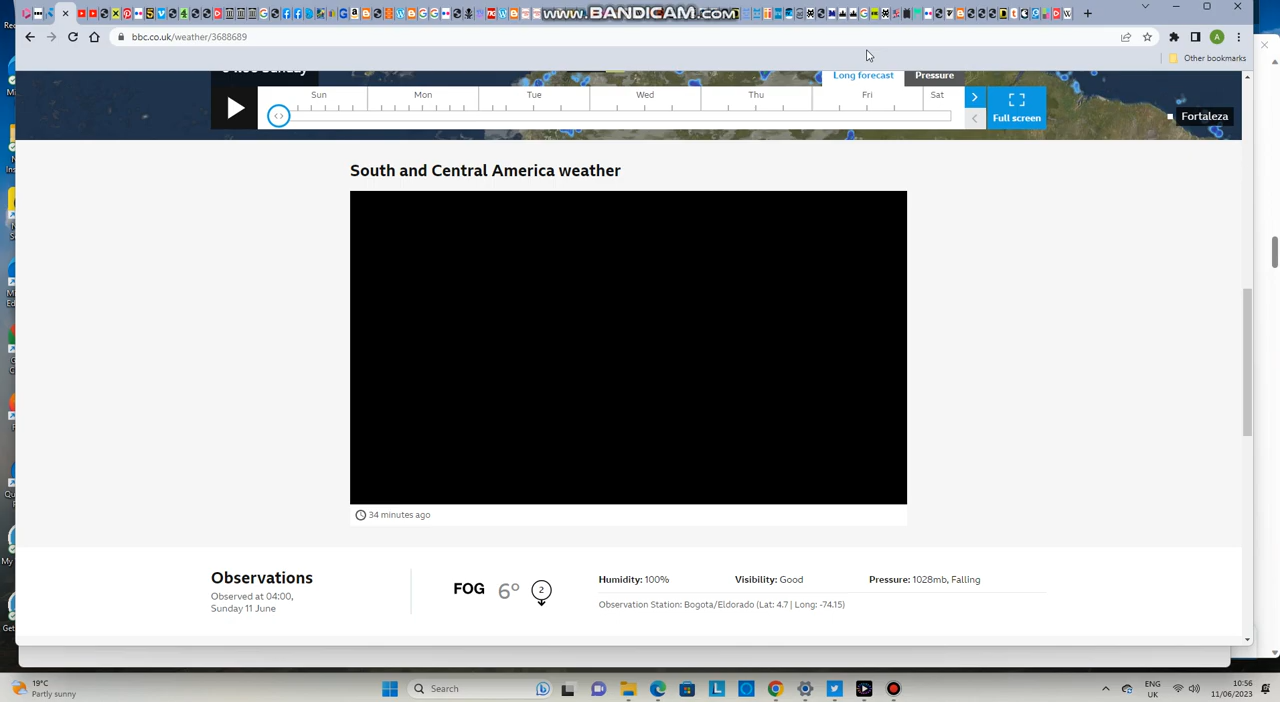 www.BANDICAM.com
bbc.co.uk/weather/3688689
Other bookmarks
Sunday
Long forecast
Pressure
Sun Mon Tue Wed Thu Fri Sat
Full screen
Fortaleza
South and Central America weather
34 minutes ago
Observations
Observed at 04:00,
Sunday 11 June
FOG 6° 2
Humidity: 100% Visibility: Good Pressure: 1028mb, Falling
Observation Station: Bogota/Eldorado (Lat: 4.7 | Long: -74.15)
19°C
Partly sunny
Search
ENG
UK
10:56
11/06/2023